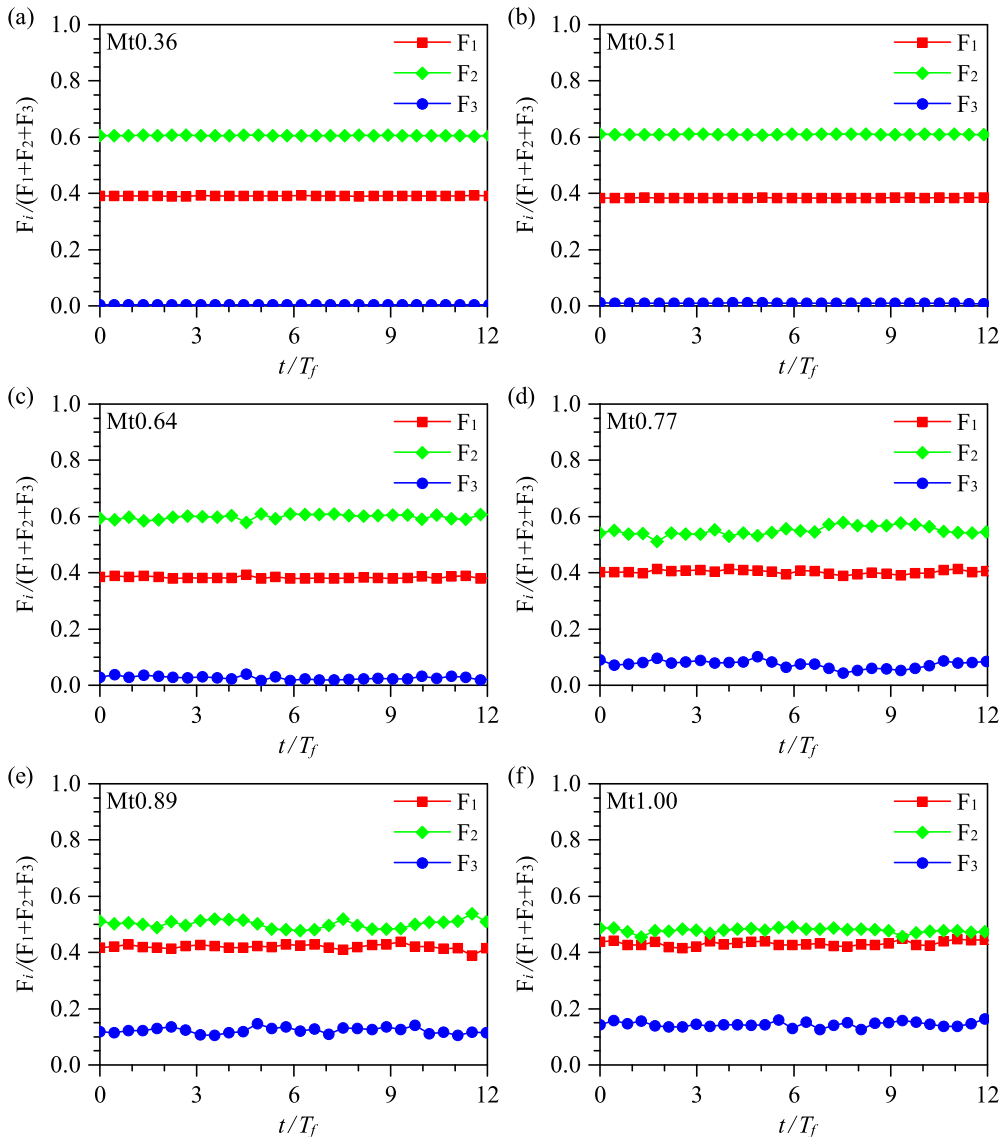 (a)
Mt0.36
F1
F2
F3
1.0
0.8
0.6
0.4
0.2
0.0
Fi/(F1+F2+F3)
0 3 6 9 12
t/Tf
(b)
Mt0.51
F1
F2
F3
1.0
0.8
0.6
0.4
0.2
0.0
Fi/(F1+F2+F3)
0 3 6 9 12
t/Tf
(c)
Mt0.64
F1
F2
F3
1.0
0.8
0.6
0.4
0.2
0.0
Fi/(F1+F2+F3)
0 3 6 9 12
t/Tf
(d)
Mt0.77
F1
F2
F3
1.0
0.8
0.6
0.4
0.2
0.0
Fi/(F1+F2+F3)
0 3 6 9 12
t/Tf
(e)
Mt0.89
F1
F2
F3
1.0
0.8
0.6
0.4
0.2
0.0
Fi/(F1+F2+F3)
0 3 6 9 12
t/Tf
(f)
Mt1.00
F1
F2
F3
1.0
0.8
0.6
0.4
0.2
0.0
Fi/(F1+F2+F3)
0 3 6 9 12
t/Tf